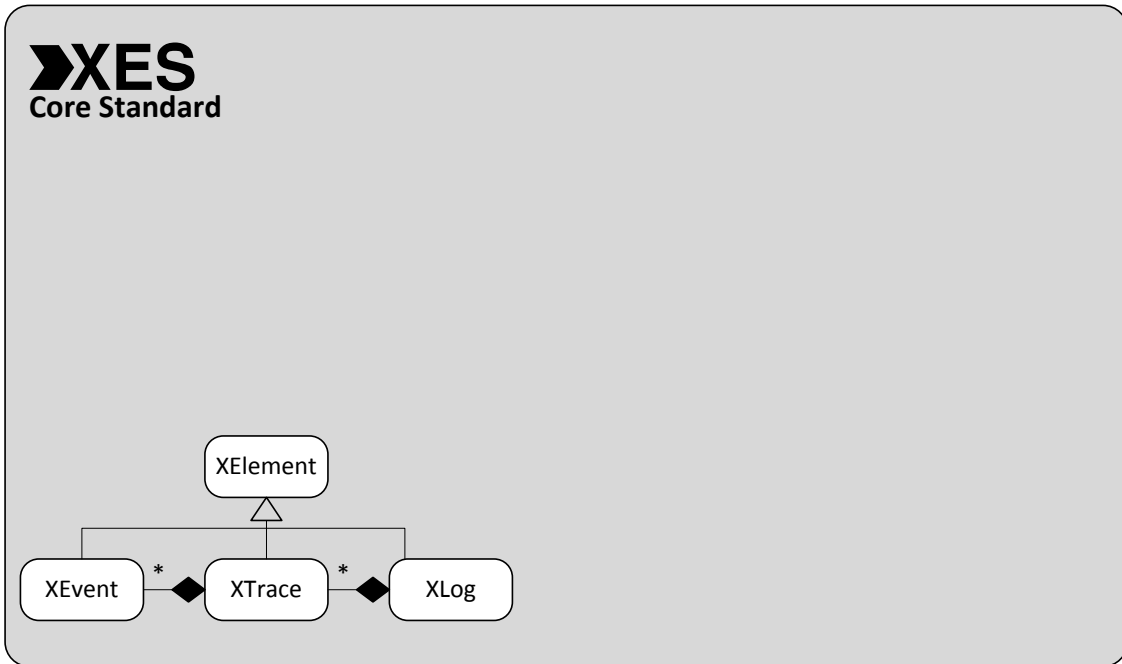 XES
Core Standard
XElement
* *
XEvent XTrace XLog